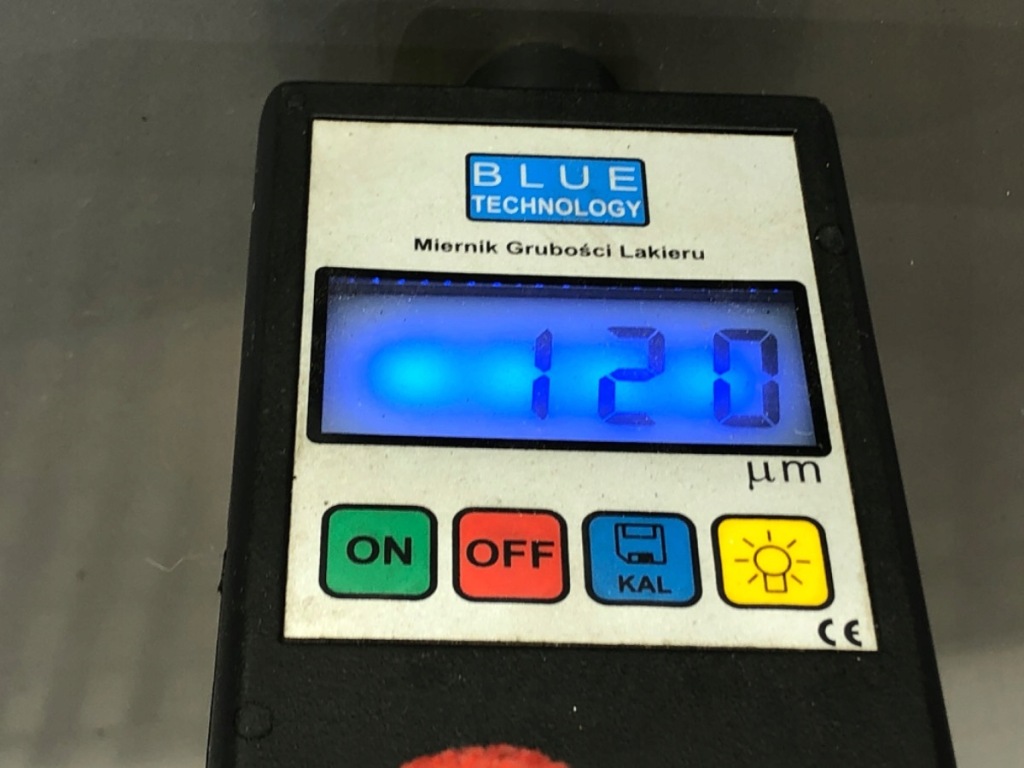 BLUE
TECHNOLOGY
Miernik Grubości Lakieru
120
µm
ON
OFF
KAL
CE